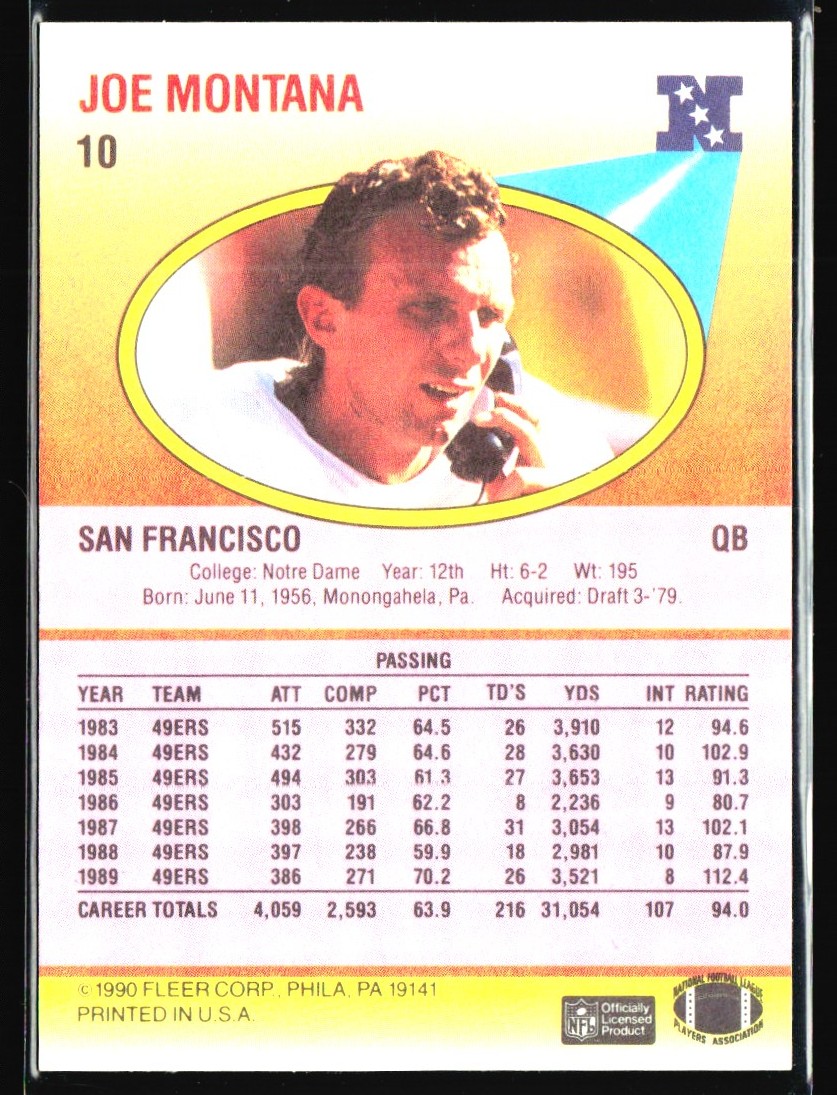 JOE MONTANA
10
N
SAN FRANCISCO QB
College: Notre Dame Year: 12th Ht: 6-2 Wt: 195
Born: June 11, 1956, Monongahela, Pa. Acquired: Draft 3-'79.
PASSING
YEAR TEAM ATT COMP PCT TD'S YDS INT RATING
1983 49ERS 515 332 64.5 26 3,910 12 94.6
1984 49ERS 432 279 64.6 28 3,630 10 102.9
1985 49ERS 494 303 61.3 27 3,653 13 91.3
1986 49ERS 303 191 62.2 8 2,236 9 80.7
1987 49ERS 398 266 66.8 31 3,054 13 102.1
1988 49ERS 397 238 59.9 18 2,981 10 87.9
1989 49ERS 386 271 70.2 26 3,521 8 112.4
CAREER TOTALS 4,059 2,593 63.9 216 31,054 107 94.0
© 1990 FLEER CORP., PHILA, PA 19141
PRINTED IN U.S.A.
NFL
Officially
Licensed
Product
NATIONAL FOOTBALL LEAGUE
PLAYERS ASSOCIATION